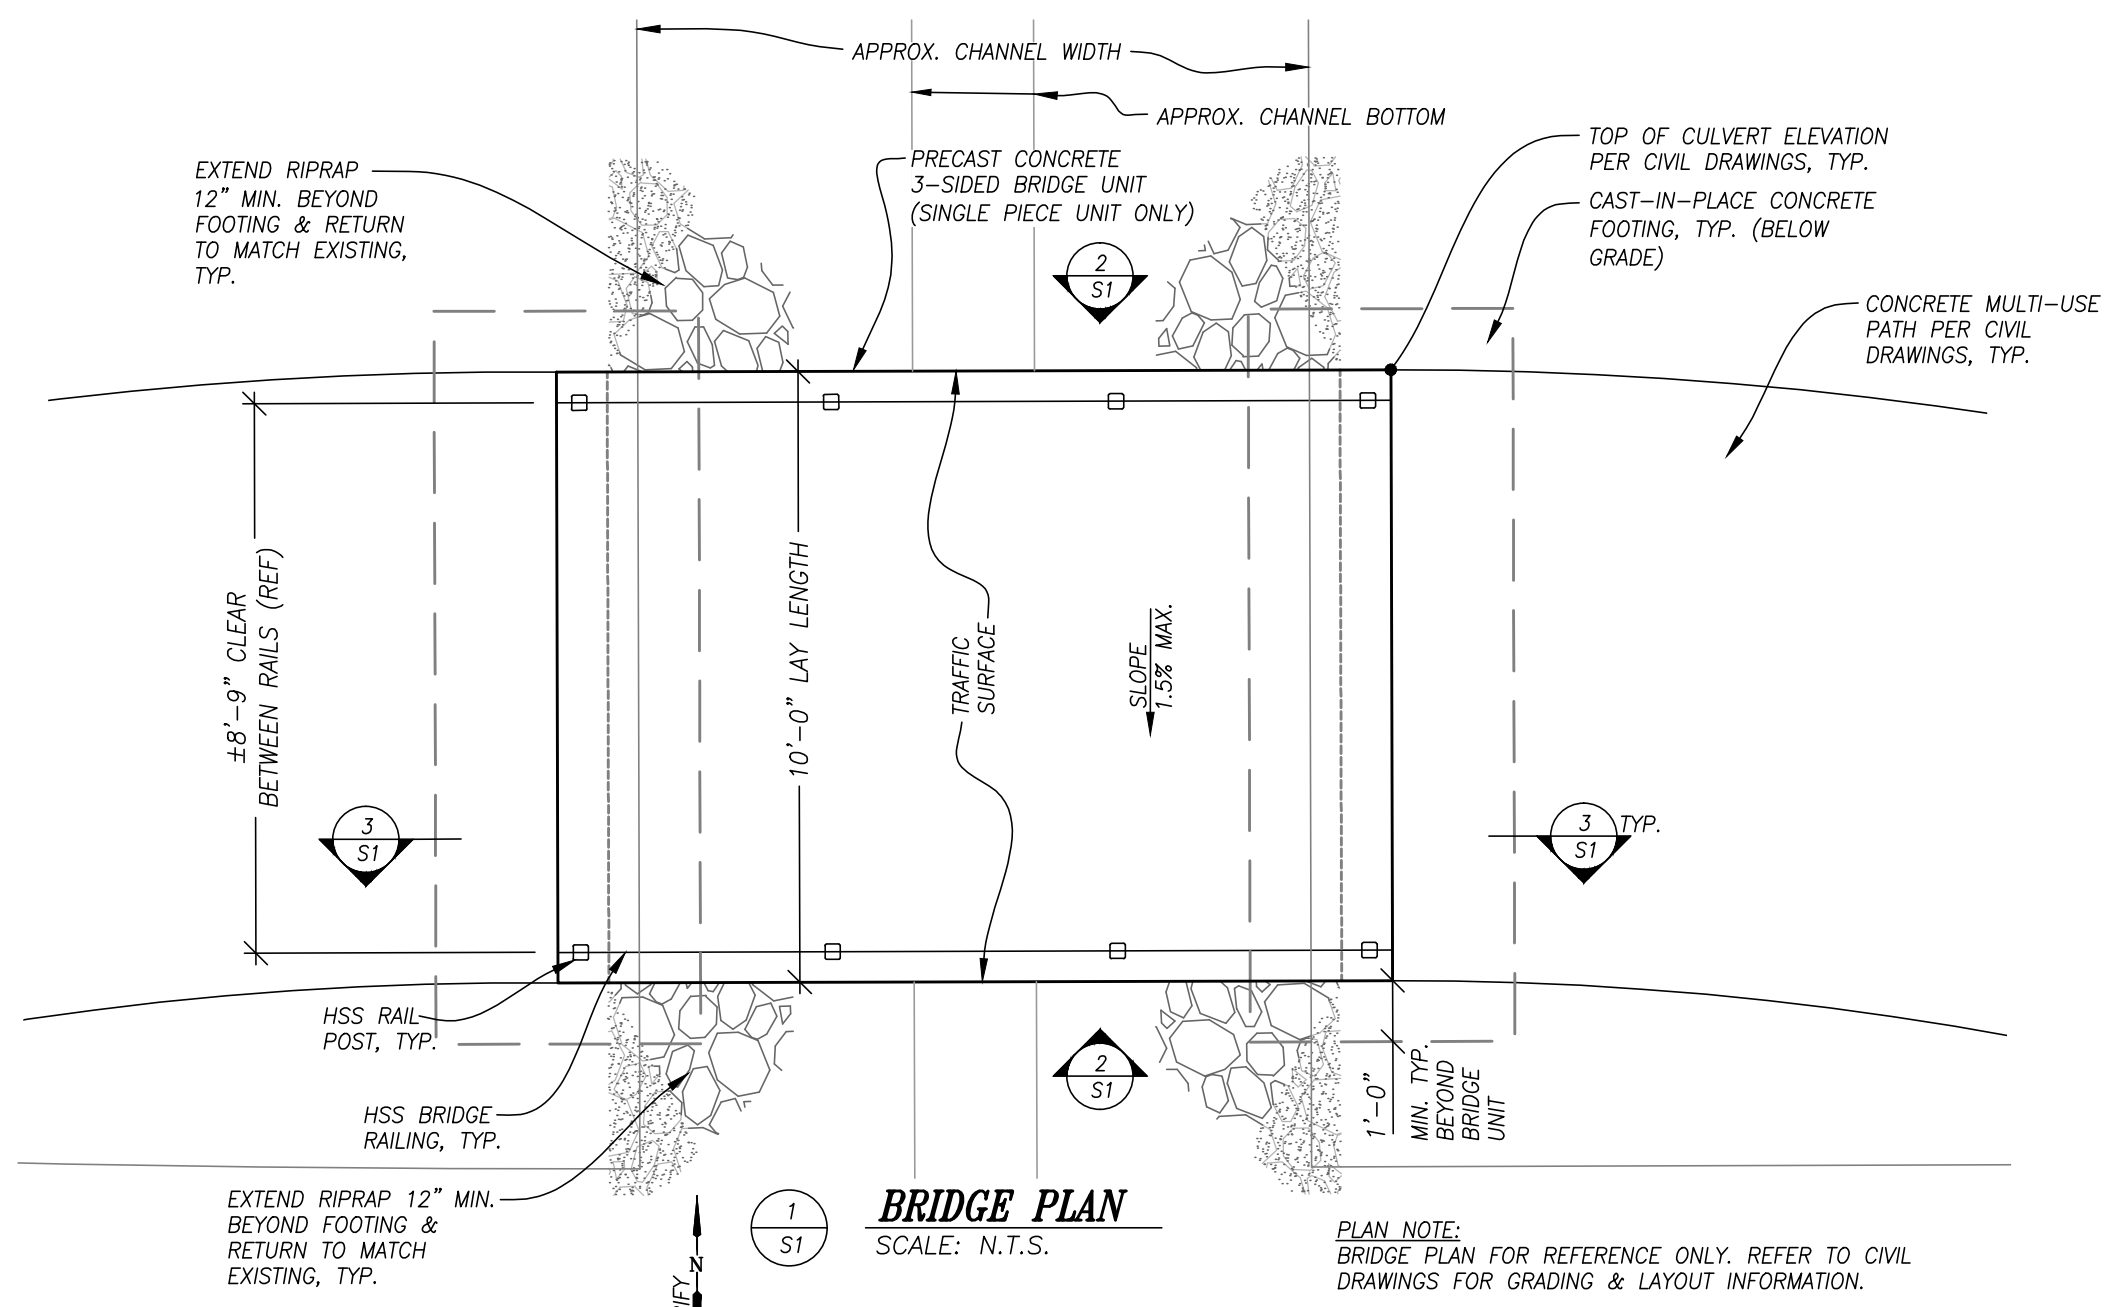 APPROX. CHANNEL WIDTH
APPROX. CHANNEL BOTTOM
EXTEND RIPRAP
12" MIN. BEYOND
FOOTING & RETURN
TO MATCH EXISTING,
TYP.
PRECAST CONCRETE
3-SIDED BRIDGE UNIT
(SINGLE PIECE UNIT ONLY)
TOP OF CULVERT ELEVATION
PER CIVIL DRAWINGS, TYP.
CAST-IN-PLACE CONCRETE
FOOTING, TYP. (BELOW
GRADE)
2
S1
CONCRETE MULTI-USE
PATH PER CIVIL
DRAWINGS, TYP.
±8'-9" CLEAR
BETWEEN RAILS (REF)
10'-0" LAY LENGTH
TRAFFIC
SURFACE
SLOPE
1.5% MAX.
3
S1
3
S1
TYP.
HSS RAIL
POST, TYP.
2
S1
1'-0"
MIN. TYP.
BEYOND
BRIDGE
UNIT
HSS BRIDGE
RAILING, TYP.
EXTEND RIPRAP 12" MIN.
BEYOND FOOTING &
RETURN TO MATCH
EXISTING, TYP.
N
1
S1
BRIDGE PLAN
SCALE: N.T.S.
PLAN NOTE:
BRIDGE PLAN FOR REFERENCE ONLY. REFER TO CIVIL
DRAWINGS FOR GRADING & LAYOUT INFORMATION.